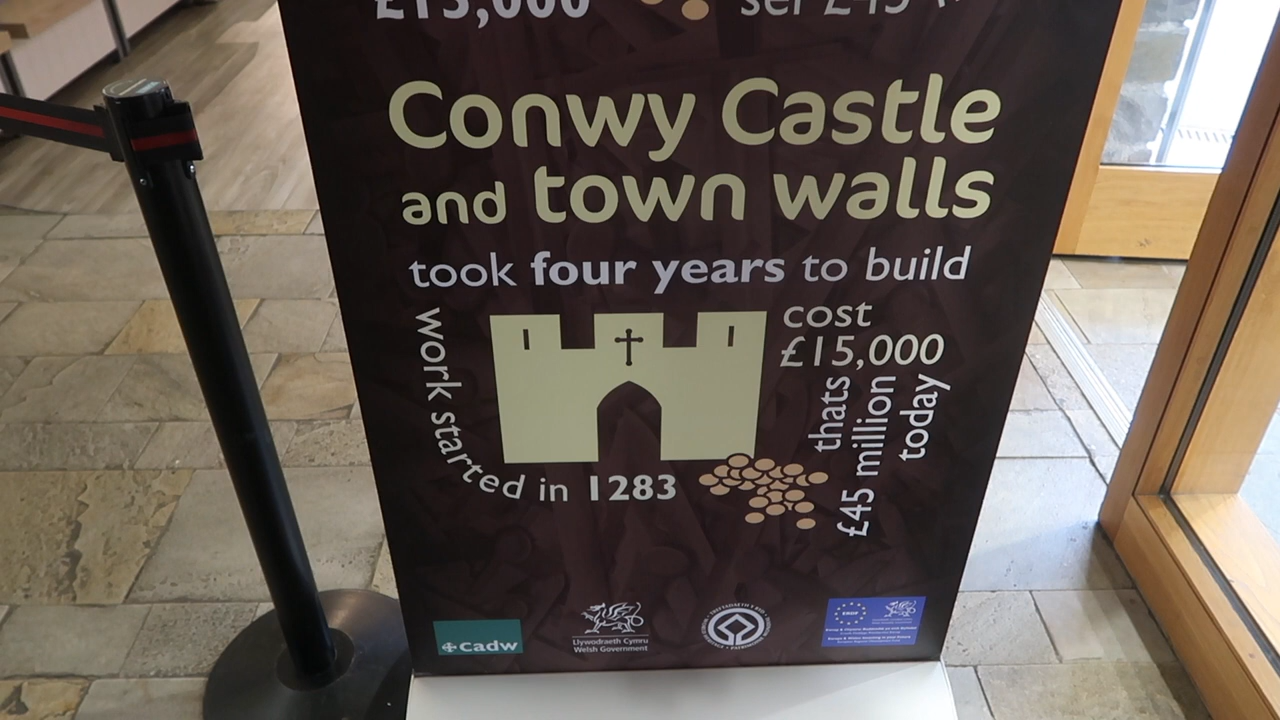 £15,000
Conwy Castle
and town walls
took four years to build
work started in 1283
cost
£15,000
thats
£45 million
today
Cadw
Llywodraeth Cymru
Welsh Government